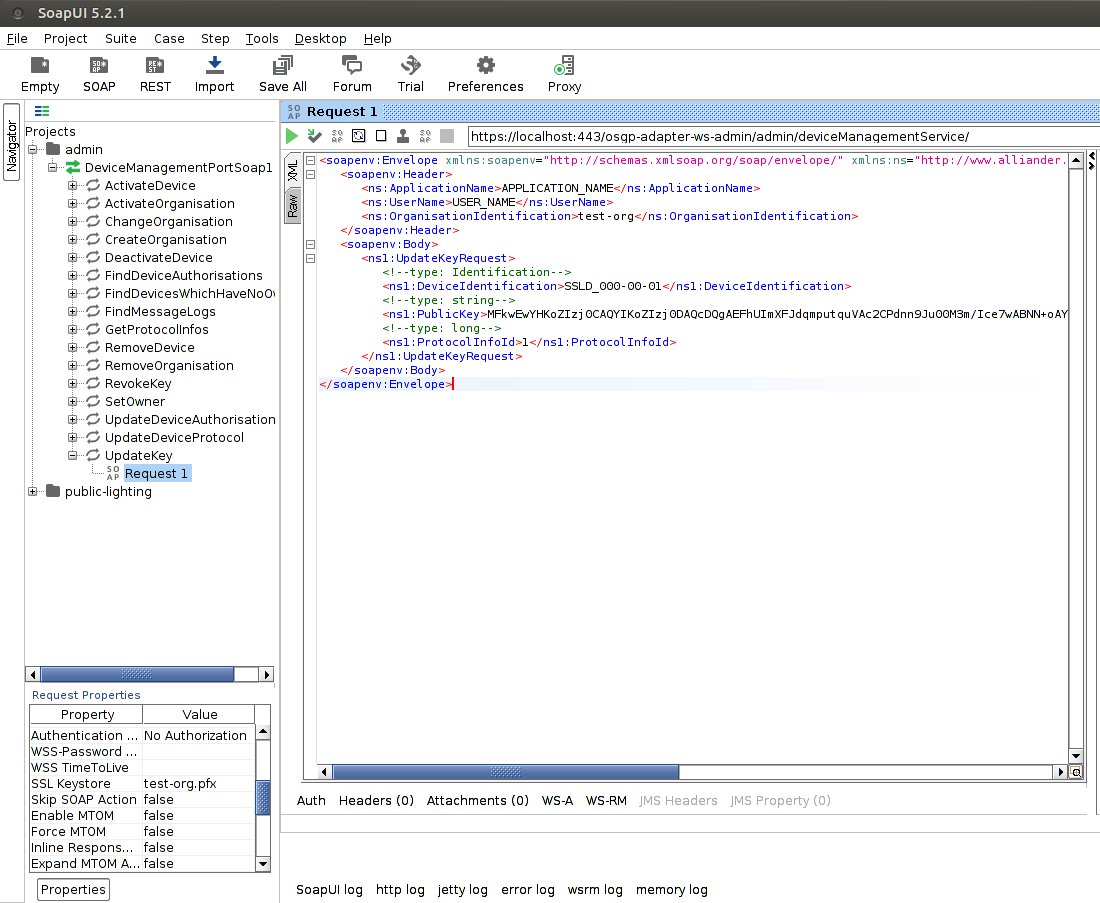 SoapUI 5.2.1
File Project Suite Case Step Tools Desktop Help
Empty SOAP REST Import Save All Forum Trial Preferences Proxy
Navigator
Projects
admin
DeviceManagementPortSoap1
ActivateDevice
ActivateOrganisation
ChangeOrganisation
CreateOrganisation
DeactivateDevice
FindDeviceAuthorisations
FindDevicesWhichHaveNoOw
FindMessageLogs
GetProtocolInfos
RemoveDevice
RemoveOrganisation
RevokeKey
SetOwner
UpdateDeviceAuthorisation
UpdateDeviceProtocol
UpdateKey
Request 1
public-lighting
Request Properties
Property Value
Authentication ... No Authorization
WSS-Password ...
WSS TimeToLive
SSL Keystore test-org.pfx
Skip SOAP Action false
Enable MTOM false
Force MTOM false
Inline Respons... false
Expand MTOM A... false
Properties
Request 1
https://localhost:443/osgp-adapter-ws-admin/admin/deviceManagementService/
XML
Raw
<soapenv:Envelope xmlns:soapenv="http://schemas.xmlsoap.org/soap/envelope/" xmlns:ns="http://www.alliander.
<soapenv:Header>
<ns:ApplicationName>APPLICATION_NAME</ns:ApplicationName>
<ns:UserName>USER_NAME</ns:UserName>
<ns:OrganisationIdentification>test-org</ns:OrganisationIdentification>
</soapenv:Header>
<soapenv:Body>
<ns1:UpdateKeyRequest>
<!--type: Identification-->
<ns1:DeviceIdentification>SSLD_000-00-01</ns1:DeviceIdentification>
<!--type: string-->
<ns1:PublicKey>MFkwEwYHKoZIzj0CAQYIKoZIzj0DAQcDQgAEFhUImXFJdqmputquVAc2CPdnn9Ju00M3m/Ice7wABNN+oAY
<!--type: long-->
<ns1:ProtocolInfoId>1</ns1:ProtocolInfoId>
</ns1:UpdateKeyRequest>
</soapenv:Body>
</soapenv:Envelope>
Auth Headers (0) Attachments (0) WS-A WS-RM JMS Headers JMS Property (0)
SoapUI log http log jetty log error log wsrm log memory log